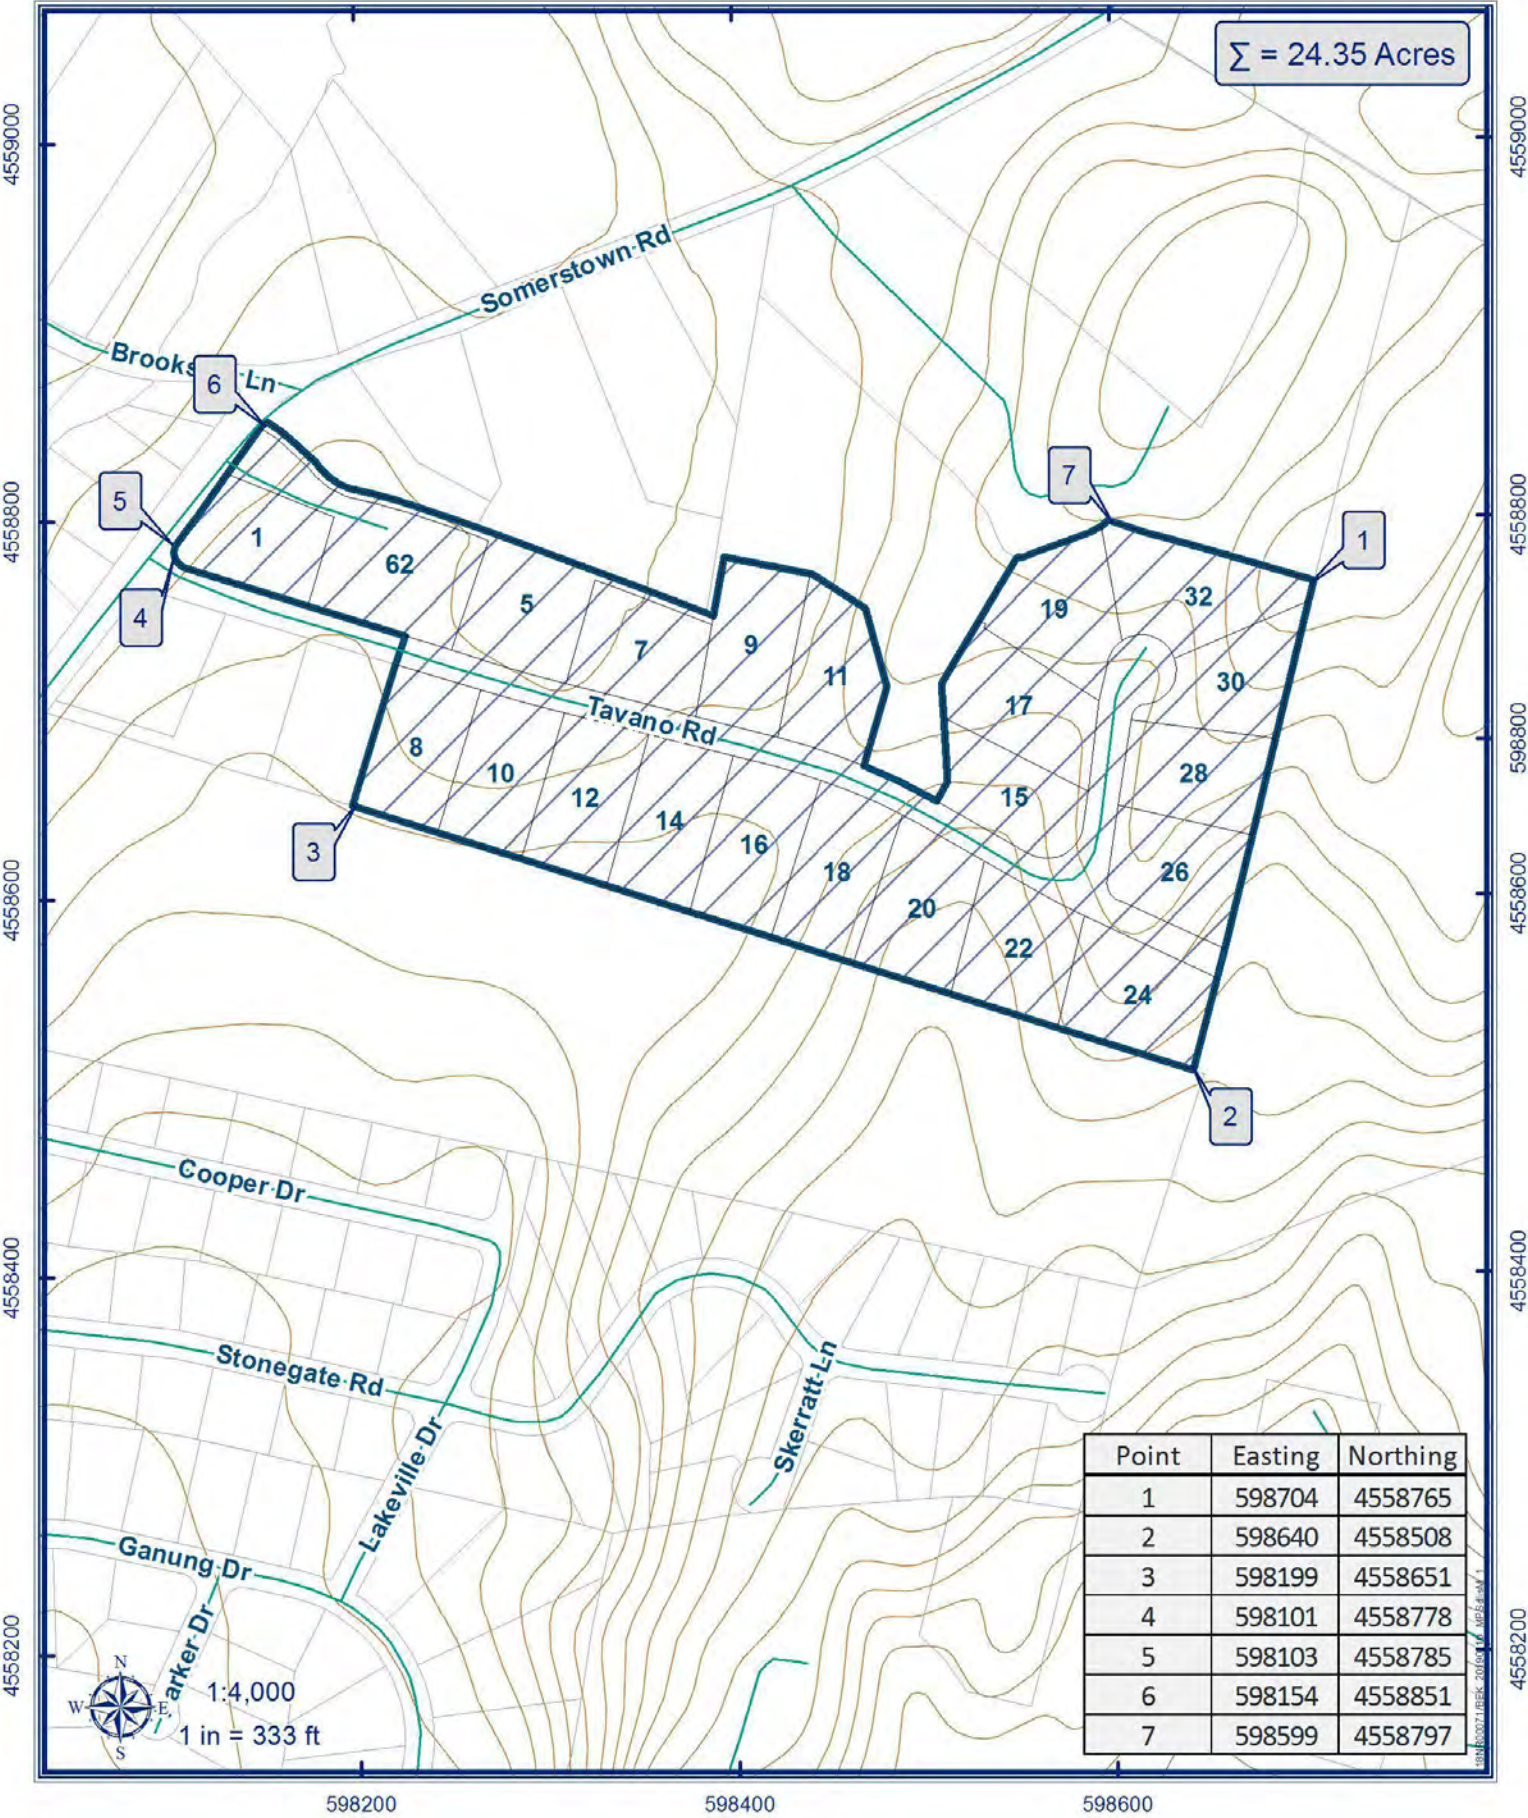 ∑ = 24.35 Acres
4559000
4559000
Somerstown Rd
Ln
6
7
5
1
4558800
4558800
1
62
32
4
5
19
7
9
11
30
17
Tavano Rd
598800
8
10
28
12
15
14
16
3
18
26
4558600
4558600
20
22
24
2
Cooper Dr
4558400
4558400
Stonegate Rd
Skerratt Ln
Lakeville Dr
Ganung Dr
arker Dr
Point Easting Northing
1 598704 4558765
2 598640 4558508
3 598199 4558651
4 598101 4558778
5 598103 4558785
6 598154 4558851
7 598599 4558797
4558200
4558200
N
W E
S
1:4,000
1 in = 333 ft
598200
598400
598600